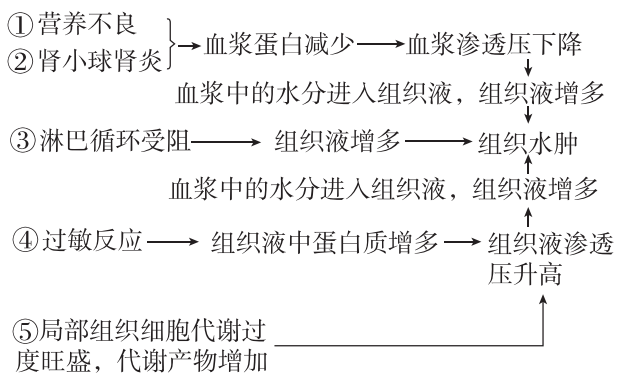 ①营养不良
②肾小球肾炎
血浆蛋白减少
血浆渗透压下降
血浆中的水分进入组织液，组织液增多
③淋巴循环受阻
组织液增多
组织水肿
血浆中的水分进入组织液，组织液增多
④过敏反应
组织液中蛋白质增多
组织液渗透
压升高
⑤局部组织细胞代谢过
度旺盛，代谢产物增加